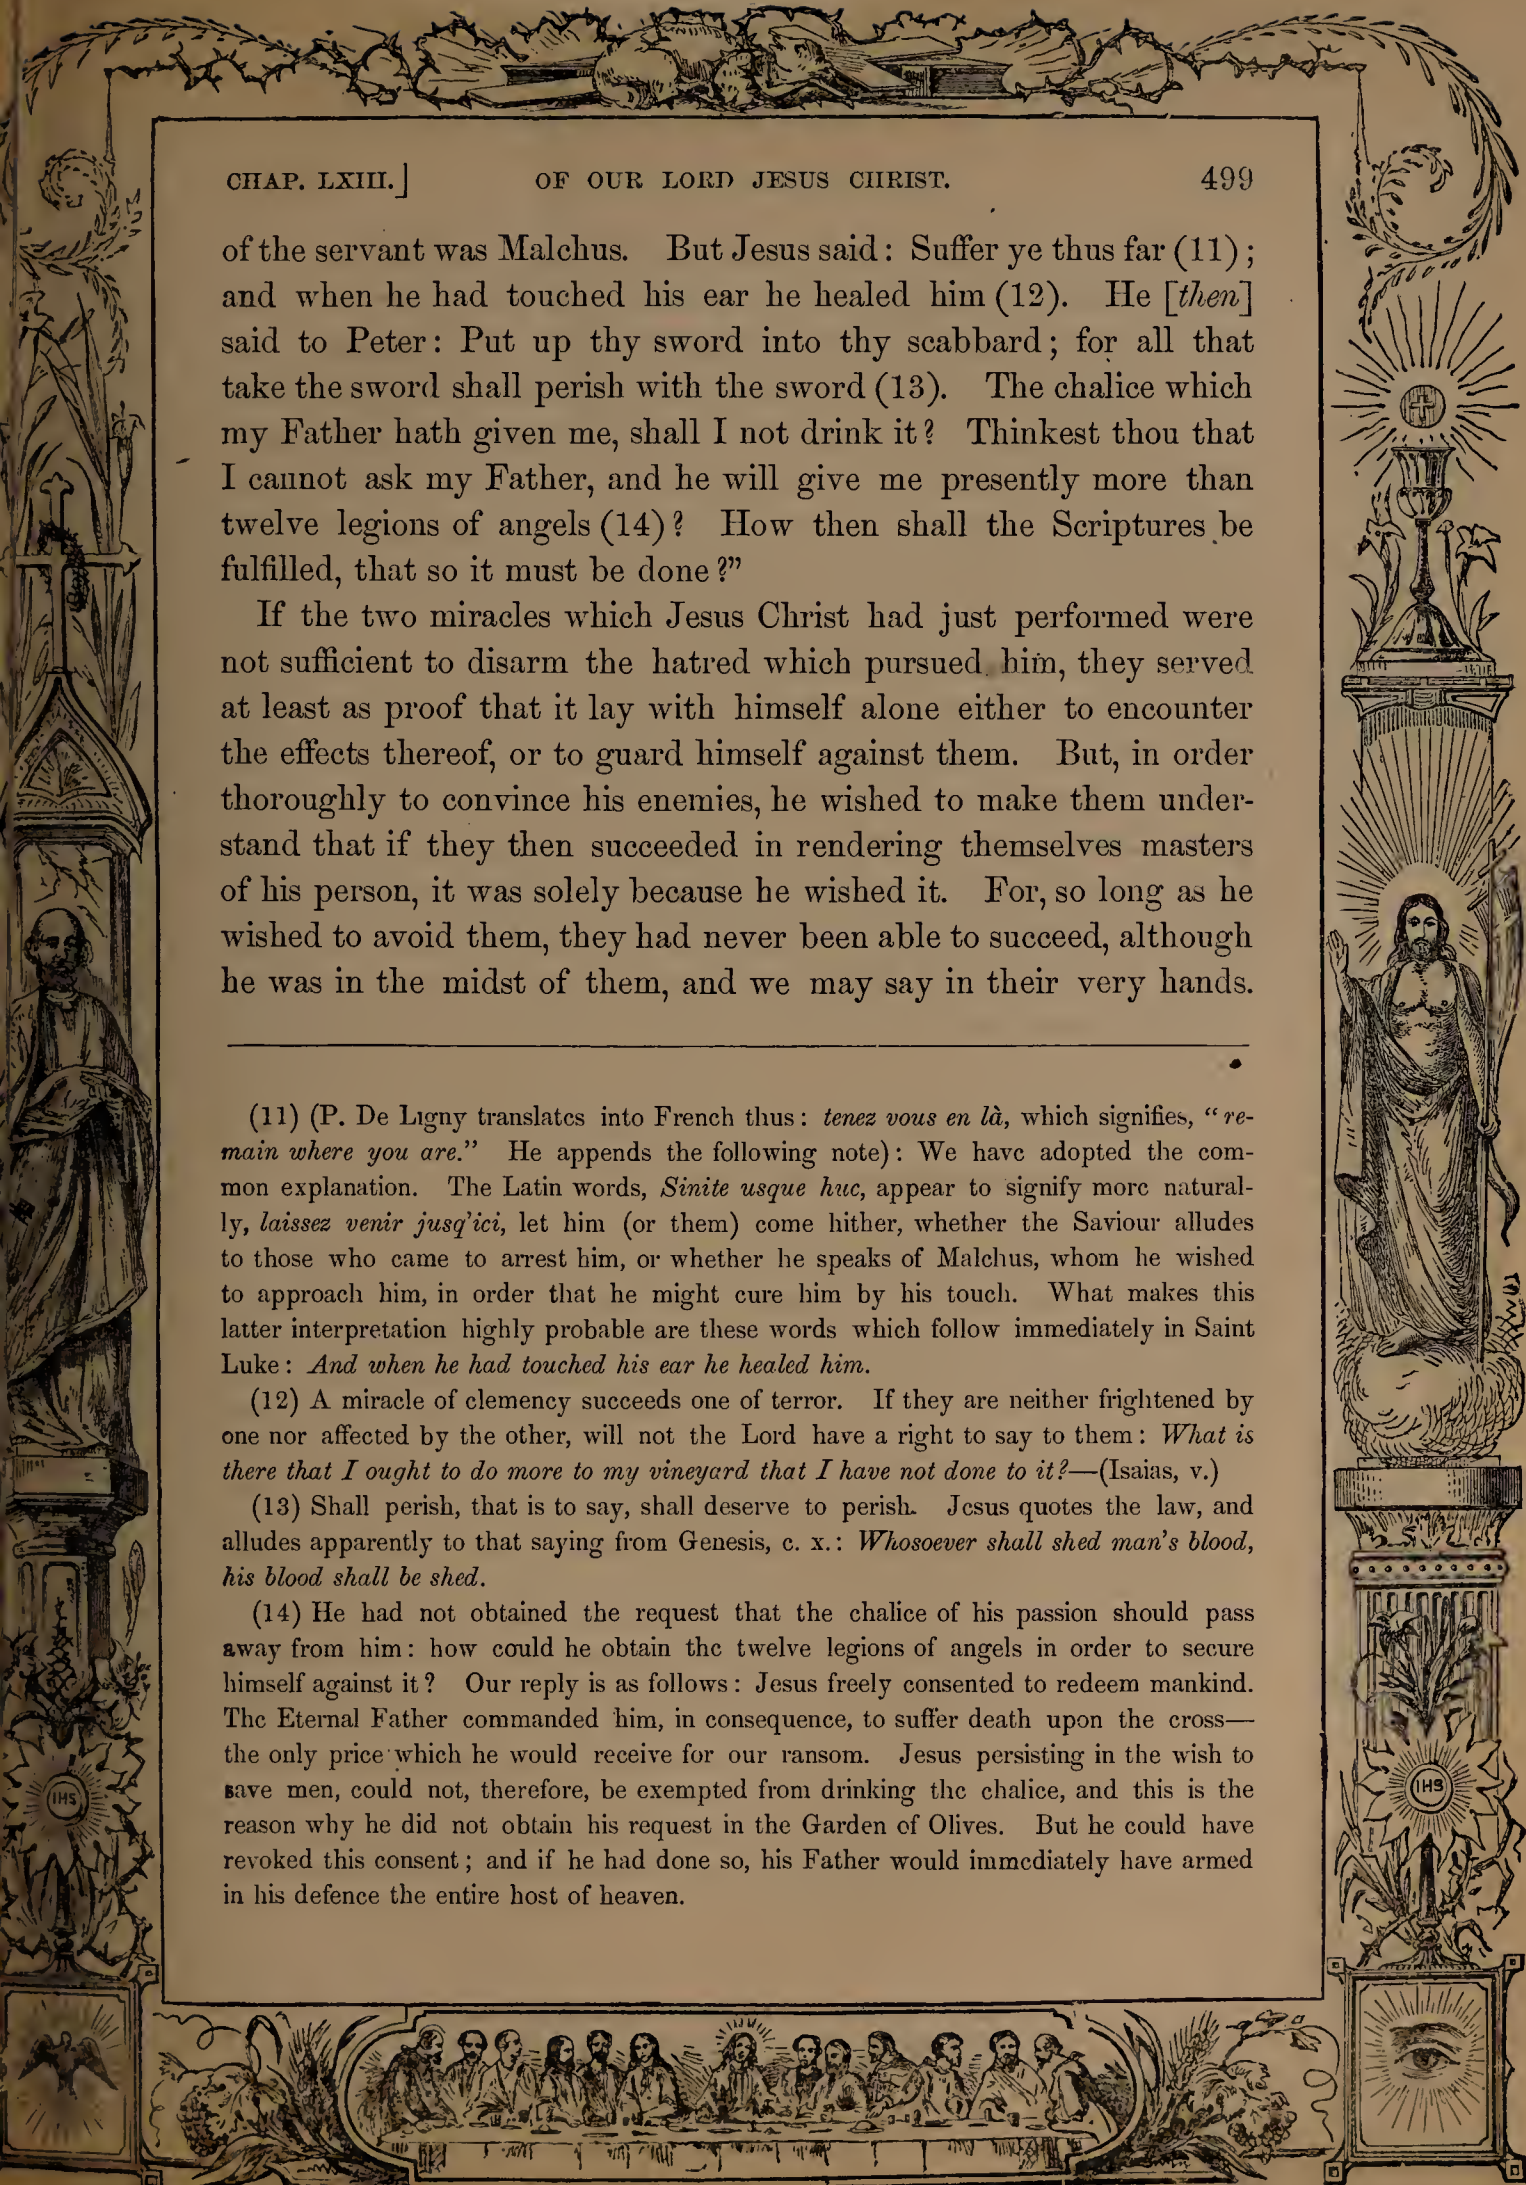 CHAP. LXIII.] OF OUR LORD JESUS CHRIST. 499
of the servant was Malchus. But Jesus said: Suffer ye thus far (11);
and when he had touched his ear he healed him (12). He [then]
said to Peter: Put up thy sword into thy scabbard; for all that
take the sword shall perish with the sword (13). The chalice which
my Father hath given me, shall I not drink it? Thinkest thou that
I cannot ask my Father, and he will give me presently more than
twelve legions of angels (14)? How then shall the Scriptures be
fulfilled, that so it must be done?”
If the two miracles which Jesus Christ had just performed were
not sufficient to disarm the hatred which pursued him, they served
at least as proof that it lay with himself alone either to encounter
the effects thereof, or to guard himself against them. But, in order
thoroughly to convince his enemies, he wished to make them under-
stand that if they then succeeded in rendering themselves masters
of his person, it was solely because he wished it. For, so long as he
wished to avoid them, they had never been able to succeed, although
he was in the midst of them, and we may say in their very hands.
(11) (P. De Ligny translates into French thus: tenez vous en là, which signifies, “re-
main where you are.” He appends the following note): We have adopted the com-
mon explanation. The Latin words, Sinite usque huc, appear to signify more natural-
ly, laissez venir jusq'ici, let him (or them) come hither, whether the Saviour alludes
to those who came to arrest him, or whether he speaks of Malchus, whom he wished
to approach him, in order that he might cure him by his touch. What makes this
latter interpretation highly probable are these words which follow immediately in Saint
Luke: And when he had touched his ear he healed him.
(12) A miracle of clemency succeeds one of terror. If they are neither frightened by
one nor affected by the other, will not the Lord have a right to say to them: What is
there that I ought to do more to my vineyard that I have not done to it?—(Isaias, v.)
(13) Shall perish, that is to say, shall deserve to perish. Jesus quotes the law, and
alludes apparently to that saying from Genesis, c. x.: Whosoever shall shed man's blood,
his blood shall be shed.
(14) He had not obtained the request that the chalice of his passion should pass
away from him: how could he obtain the twelve legions of angels in order to secure
himself against it? Our reply is as follows: Jesus freely consented to redeem mankind.
The Eternal Father commanded him, in consequence, to suffer death upon the cross—
the only price which he would receive for our ransom. Jesus persisting in the wish to
save men, could not, therefore, be exempted from drinking the chalice, and this is the
reason why he did not obtain his request in the Garden of Olives. But he could have
revoked this consent; and if he had done so, his Father would immediately have armed
in his defence the entire host of heaven.
IHS
IHS